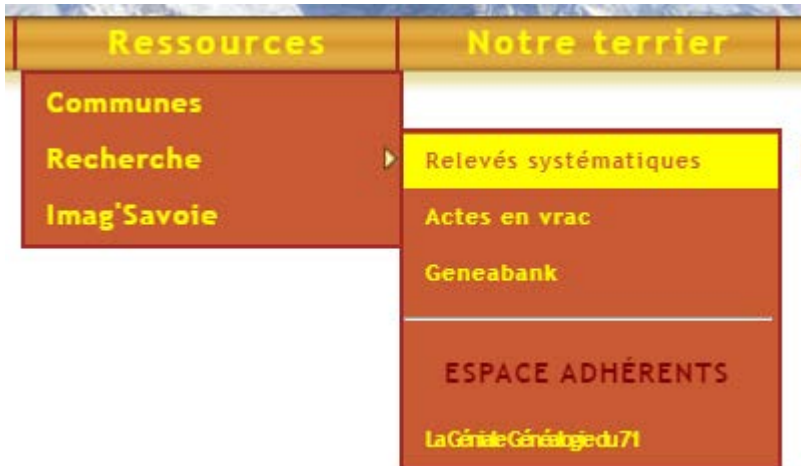 Ressources
Notre terrier
Communes
Recherche
Imag'Savoie
Relevés systématiques
Actes en vrac
Geneabank
ESPACE ADHÉRENTS
La Géniale Généalogie du 71